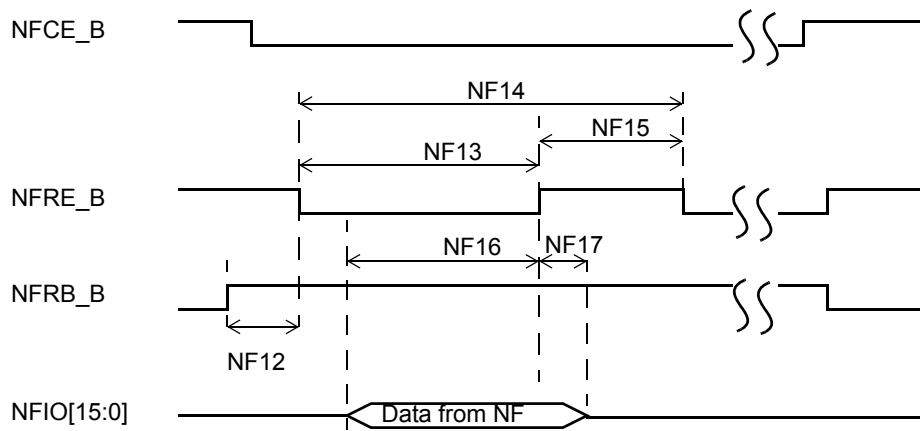 NFCE_B
NF14
NF15
NF13
NFRE_B
NF16
NF17
NFRB_B
NF12
NFIO[15:0]
Data from NF